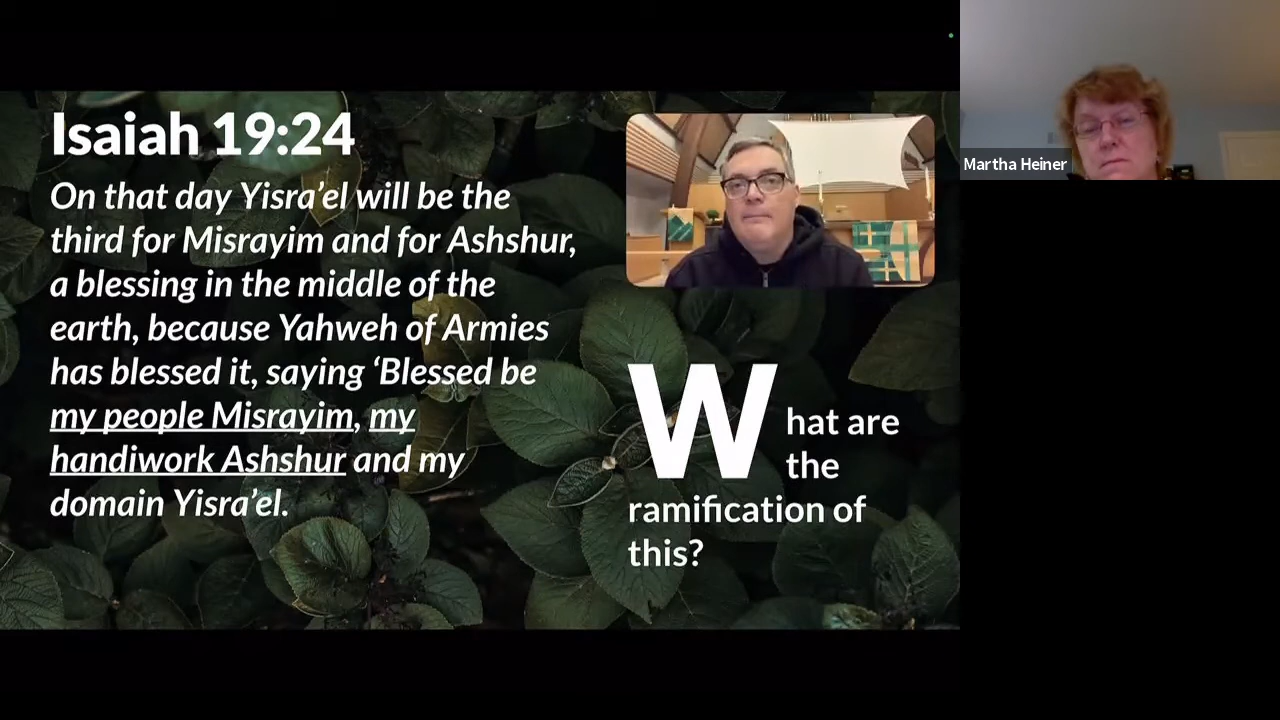 Isaiah 19:24
On that day Yisra’el will be the
third for Misrayim and for Ashshur,
a blessing in the middle of the
earth, because Yahweh of Armies
has blessed it, saying ‘Blessed be
my people Misrayim, my
handiwork Ashshur and my
domain Yisra’el.
What are
the
ramification of
this?
Martha Heiner